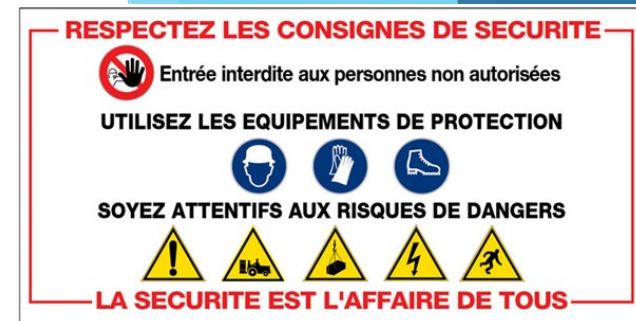 RESPECTEZ LES CONSIGNES DE SECURITE
Entrée interdite aux personnes non autorisées
UTILISEZ LES EQUIPEMENTS DE PROTECTION
SOYEZ ATTENTIFS AUX RISQUES DE DANGERS
LA SECURITE EST L'AFFAIRE DE TOUS